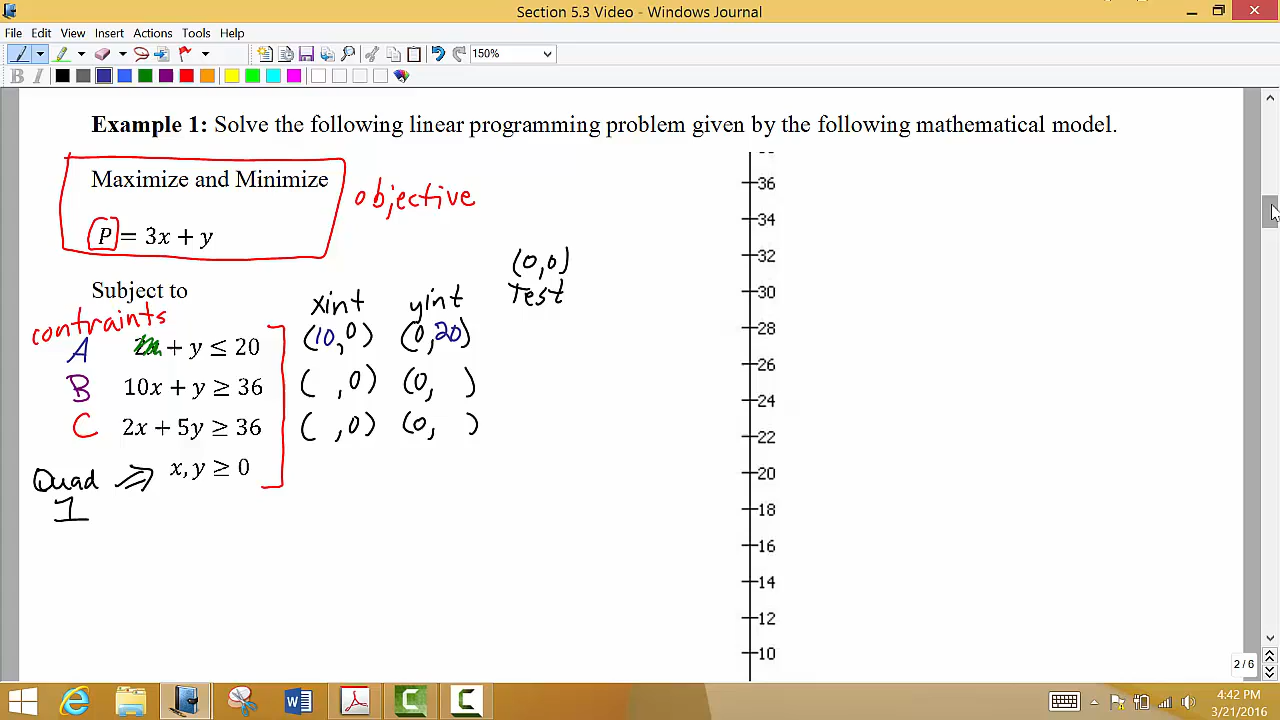 Section 5.3 Video - Windows Journal
File Edit View Insert Actions Tools Help
150%
B I
Example 1: Solve the following linear programming problem given by the following mathematical model.
Maximize and Minimize
objective
P = 3x + y
Subject to
contraints
xint yint (0,0) Test
A + y ≤ 20 (10,0) (0,20)
B 10x + y ≥ 36 ( ,0) (0, )
C 2x + 5y ≥ 36 ( ,0) (0, )
Quad 1 ⇒ x, y ≥ 0
36
34
32
30
28
26
24
22
20
18
16
14
12
10
2 / 6
4:42 PM
3/21/2016